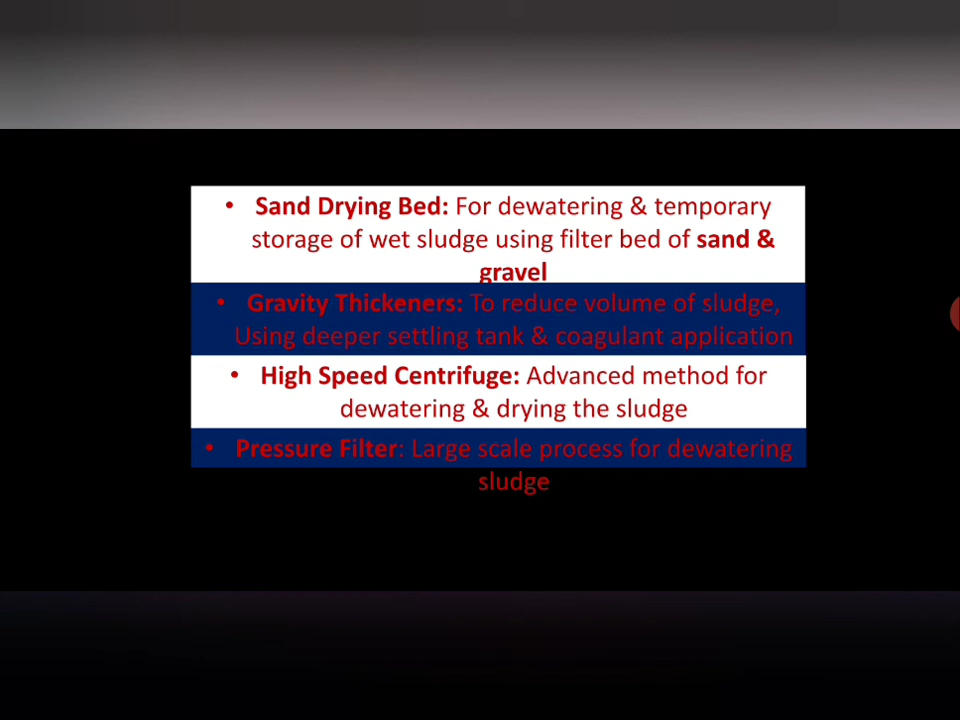 • Sand Drying Bed: For dewatering & temporary
storage of wet sludge using filter bed of sand &
gravel
• Gravity Thickeners: To reduce volume of sludge,
Using deeper settling tank & coagulant application
• High Speed Centrifuge: Advanced method for
dewatering & drying the sludge
• Pressure Filter: Large scale process for dewatering
sludge